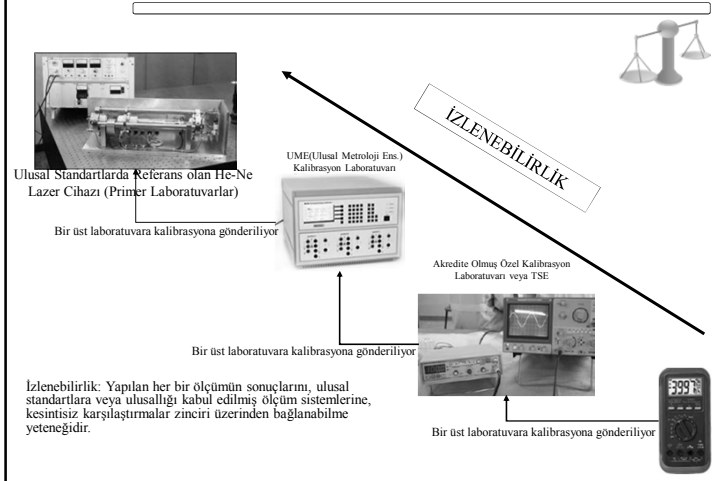 İZLENEBİLİRLİK
Ulusal Standartlarda Referans olan He-Ne
Lazer Cihazı (Primer Laboratuvarlar)
UME(Ulusal Metroloji Ens.)
Kalibrasyon Laboratuvarı
Bir üst laboratuvara kalibrasyona gönderiliyor
Akredite Olmuş Özel Kalibrasyon
Laboratuvarı veya TSE
Bir üst laboratuvara kalibrasyona gönderiliyor
İzlenebilirlik: Yapılan her bir ölçümün sonuçlarını, ulusal
standartlara veya ulusallığı kabul edilmiş ölçüm sistemlerine,
kesintisiz karşılaştırmalar zinciri üzerinden bağlanabilme
yeteneğidir.
Bir üst laboratuvara kalibrasyona gönderiliyor